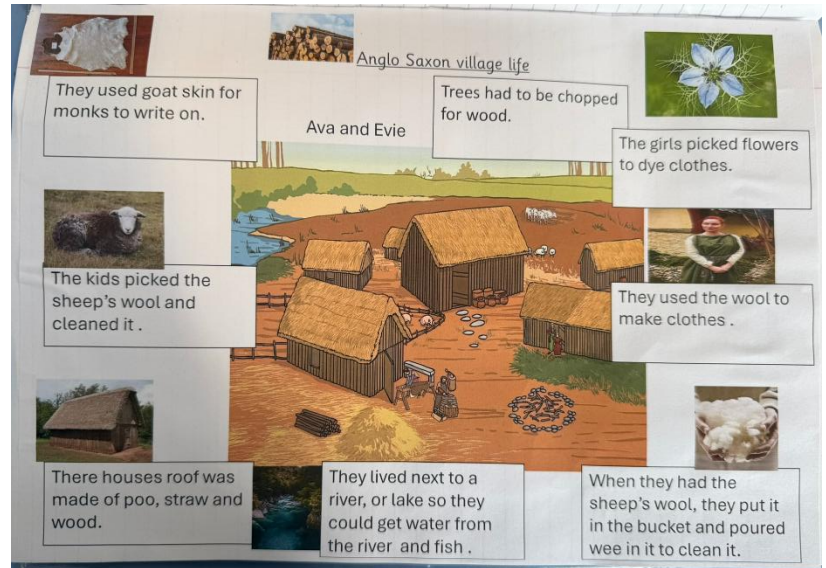 Anglo Saxon village life
They used goat skin for
monks to write on.
Trees had to be chopped
for wood.
Ava and Evie
The girls picked flowers
to dye clothes.
The kids picked the
sheep's wool and
cleaned it .
They used the wool to
make clothes .
There houses roof was
made of poo, straw and
wood.
They lived next to a
river, or lake so they
could get water from
the river and fish .
When they had the
sheep's wool, they put it
in the bucket and poured
wee in it to clean it.